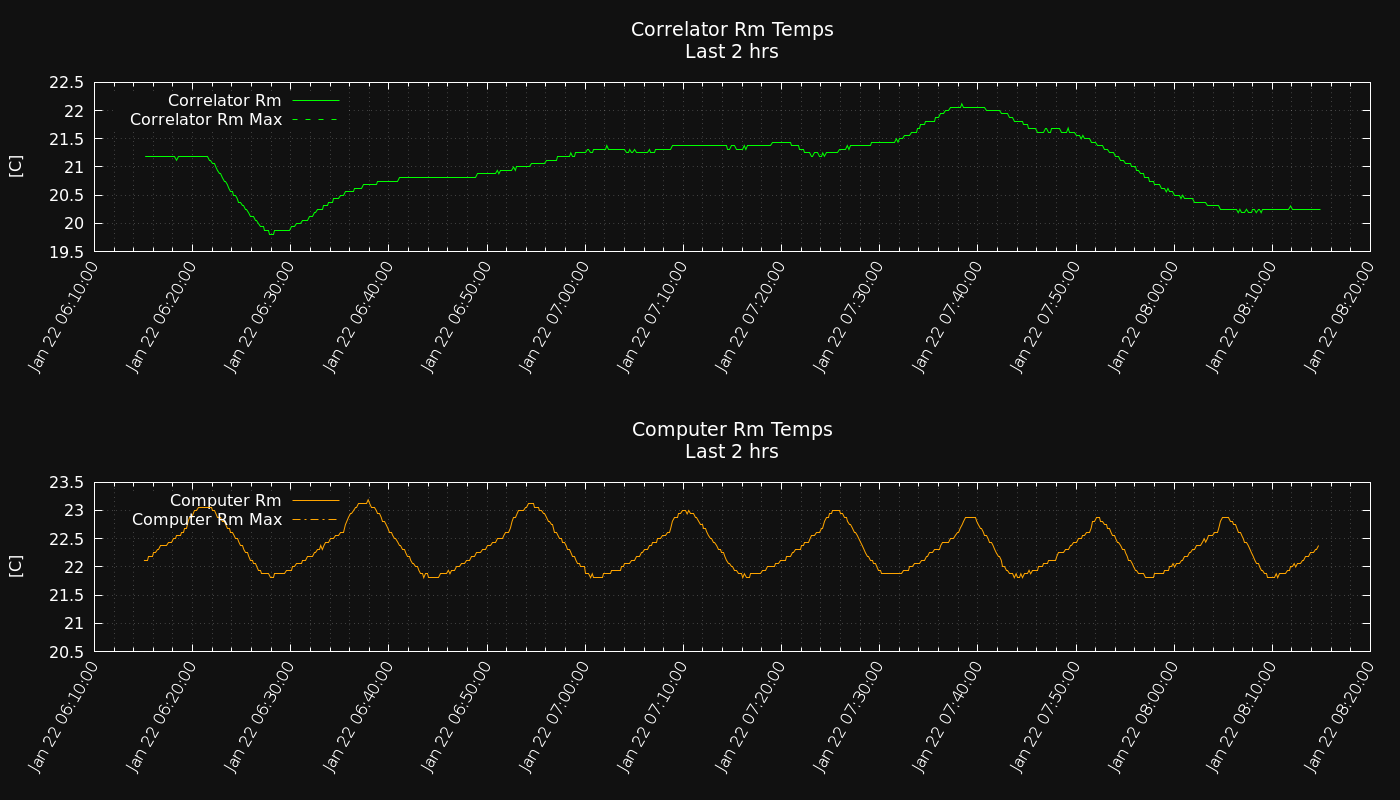 Correlator Rm Temps
Last 2 hrs
22.5
22
21.5
21
20.5
20
19.5
[C]
Correlator Rm
Correlator Rm Max
Jan 22 06:10:00
Jan 22 06:20:00
Jan 22 06:30:00
Jan 22 06:40:00
Jan 22 06:50:00
Jan 22 07:00:00
Jan 22 07:10:00
Jan 22 07:20:00
Jan 22 07:30:00
Jan 22 07:40:00
Jan 22 07:50:00
Jan 22 08:00:00
Jan 22 08:10:00
Jan 22 08:20:00
Computer Rm Temps
Last 2 hrs
23.5
23
22.5
22
21.5
21
20.5
[C]
Computer Rm
Computer Rm Max
Jan 22 06:10:00
Jan 22 06:20:00
Jan 22 06:30:00
Jan 22 06:40:00
Jan 22 06:50:00
Jan 22 07:00:00
Jan 22 07:10:00
Jan 22 07:20:00
Jan 22 07:30:00
Jan 22 07:40:00
Jan 22 07:50:00
Jan 22 08:00:00
Jan 22 08:10:00
Jan 22 08:20:00